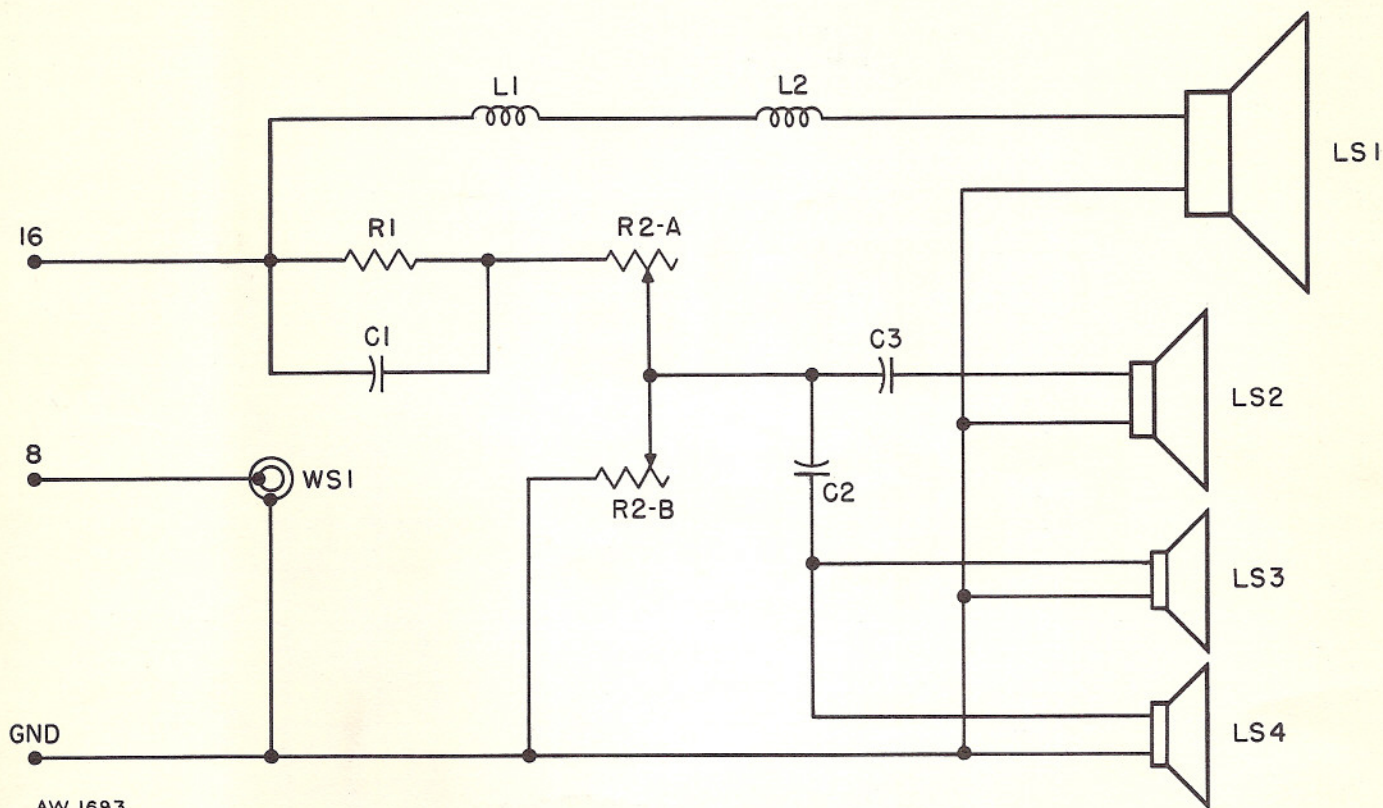 L1
L2
LS1
16
R1
R2-A
C1
C3
LS2
8
WS1
C2
R2-B
LS3
GND
LS4
AW 1693